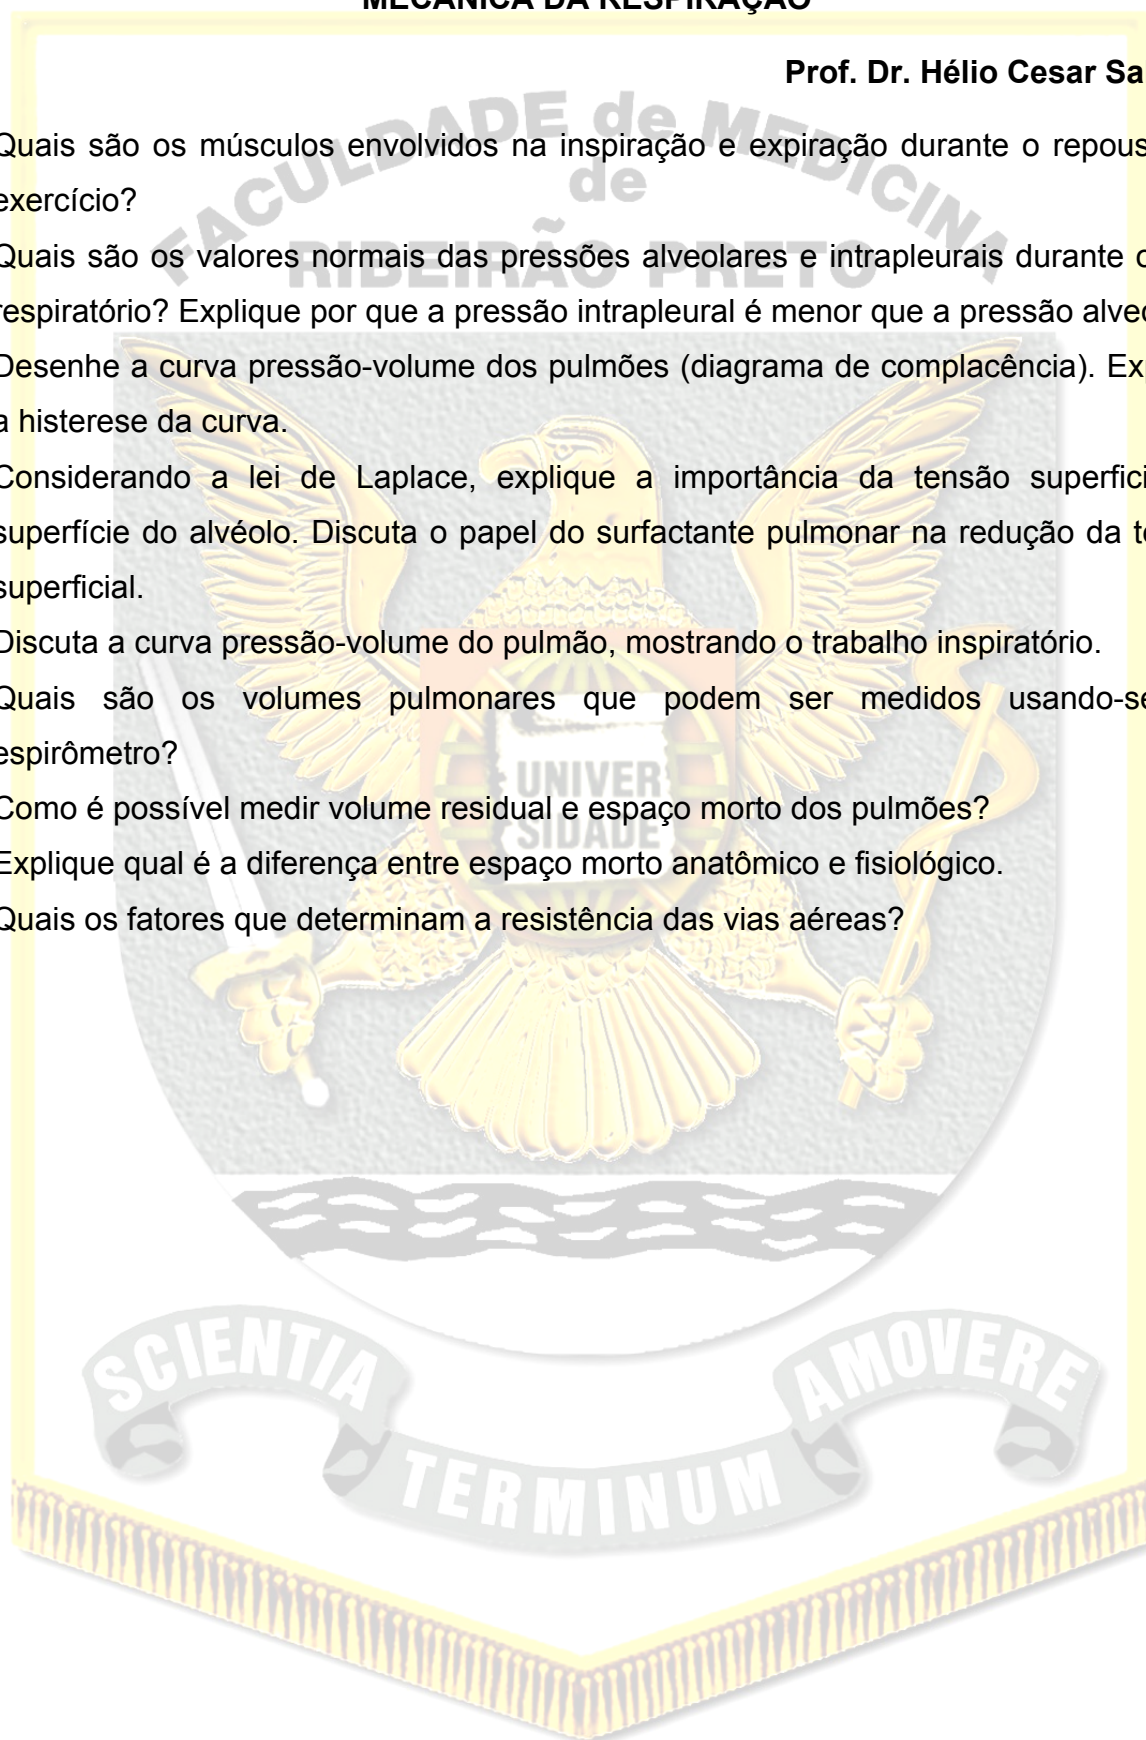 MECÂNICA DA RESPIRAÇÃO
Prof. Dr. Hélio Cesar
Quais são os músculos envolvidos na inspiração e expiração durante o
exercício?
Quais são os valores normais das pressões alveolares e intrapleurais durante
respiratório? Explique por que a pressão intrapleural é menor que a pressão
Desenhe a curva pressão-volume dos pulmões (diagrama de complacência).
a histerese da curva.
Considerando a lei de Laplace, explique a importância da tensão
superfície do alvéolo. Discuta o papel do surfactante pulmonar na redução da
superficial.
Discuta a curva pressão-volume do pulmão, mostrando o trabalho inspiratório.
Quais são os volumes pulmonares que podem ser medidos usando-se
espirômetro?
Como é possível medir volume residual e espaço morto dos pulmões?
Explique qual é a diferença entre espaço morto anatômico e fisiológico.
Quais os fatores que determinam a resistência das vias aéreas?
FACULDADE de MEDICINA
de
RIBEIRÃO PRETO
UNIVER
SIDADE
SCIENTIA
TERMINUM
AMOVERE